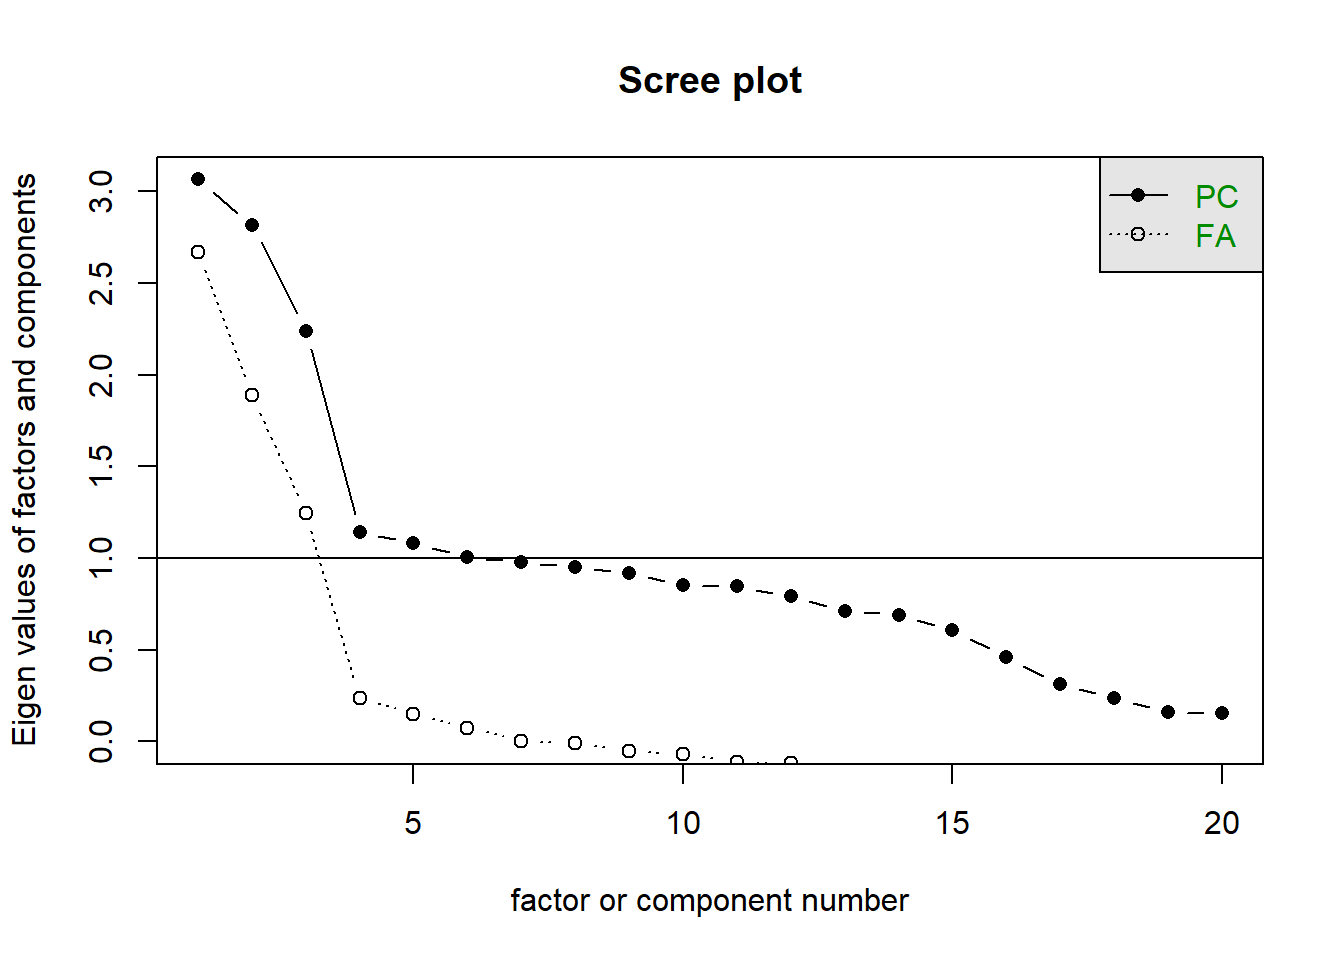 Scree plot
Eigen values of factors and components
3.0
2.5
2.0
1.5
1.0
0.5
0.0
PC
FA
5
10
15
20
factor or component number